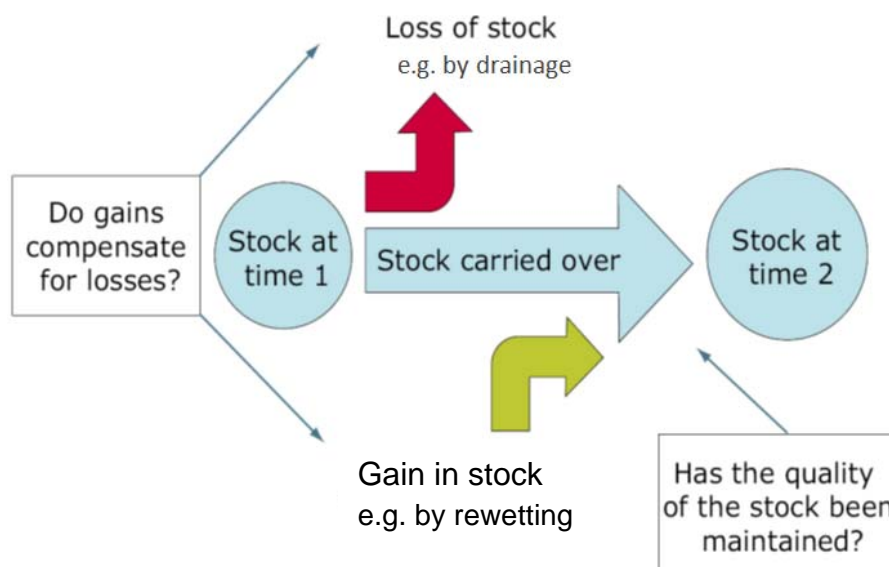 Loss of stock
e.g. by drainage
Do gains
compensate
for losses?
Stock at
time 1
Stock carried over
Stock at
time 2
Gain in stock
e.g. by rewetting
Has the quality
of the stock been
maintained?